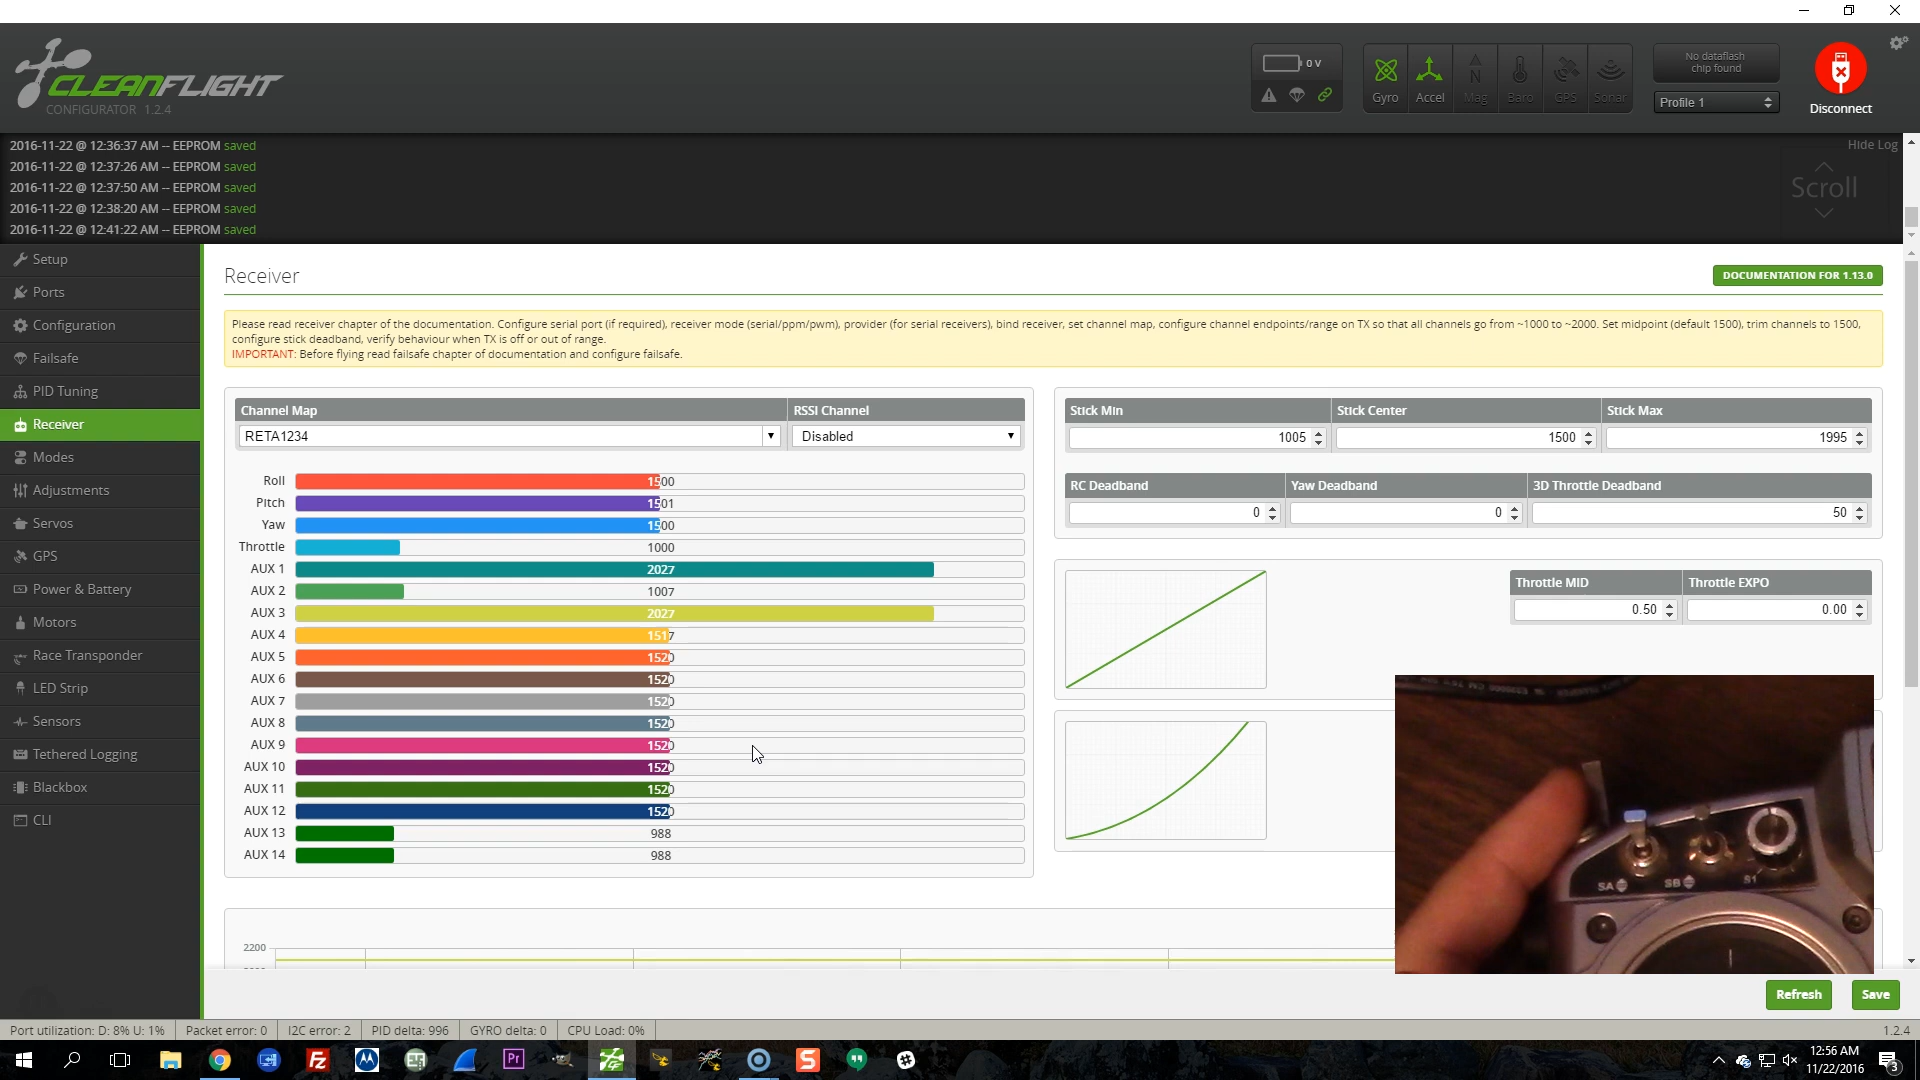 CLEANFLIGHT
CONFIGURATOR 1.2.4
0 V
Gyro
Accel
Mag
Baro
GPS
Sonar
No dataflash
chip found
Profile 1
Disconnect
2016-11-22 @ 12:36:37 AM -- EEPROM saved
2016-11-22 @ 12:37:26 AM -- EEPROM saved
2016-11-22 @ 12:37:50 AM -- EEPROM saved
2016-11-22 @ 12:38:20 AM -- EEPROM saved
2016-11-22 @ 12:41:22 AM -- EEPROM saved
Hide Log
Scroll
Setup
Ports
Configuration
Failsafe
PID Tuning
Receiver
Modes
Adjustments
Servos
GPS
Power & Battery
Motors
Race Transponder
LED Strip
Sensors
Tethered Logging
Blackbox
CLI
Receiver
DOCUMENTATION FOR 1.13.0
Please read receiver chapter of the documentation. Configure serial port (if required), receiver mode (serial/ppm/pwm), provider (for serial receivers), bind receiver, set channel map, configure channel endpoints/range on TX so that all channels go from ~1000 to ~2000. Set midpoint (default 1500), trim channels to 1500,
configure stick deadband, verify behaviour when TX is off or out of range.
IMPORTANT: Before flying read failsafe chapter of documentation and configure failsafe.
Channel Map
RSSI Channel
RETA1234
Disabled
Roll 1500
Pitch 1501
Yaw 1500
Throttle 1000
AUX 1 2027
AUX 2 1007
AUX 3 2027
AUX 4 1517
AUX 5 1520
AUX 6 1520
AUX 7 1520
AUX 8 1520
AUX 9 1520
AUX 10 1520
AUX 11 1520
AUX 12 1520
AUX 13 988
AUX 14 988
Stick Min
Stick Center
Stick Max
1005
1500
1995
RC Deadband
Yaw Deadband
3D Throttle Deadband
0
0
50
Throttle MID
Throttle EXPO
0.50
0.00
SA
SB
S1
2200
Refresh
Save
Port utilization: D: 8% U: 1%
Packet error: 0
I2C error: 2
PID delta: 996
GYRO delta: 0
CPU Load: 0%
1.2.4
12:56 AM
11/22/2016
3